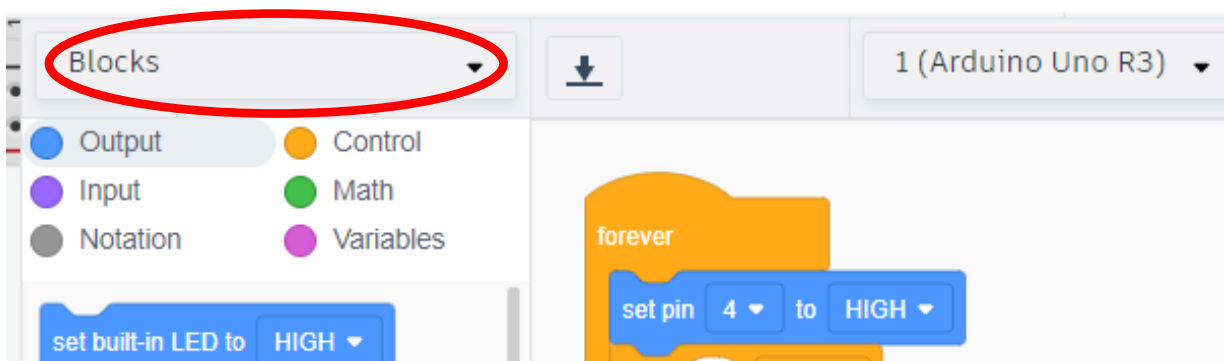 Blocks
1 (Arduino Uno R3)
Output
Control
Input
Math
Notation
Variables
forever
set pin 4 to HIGH
set built-in LED to HIGH